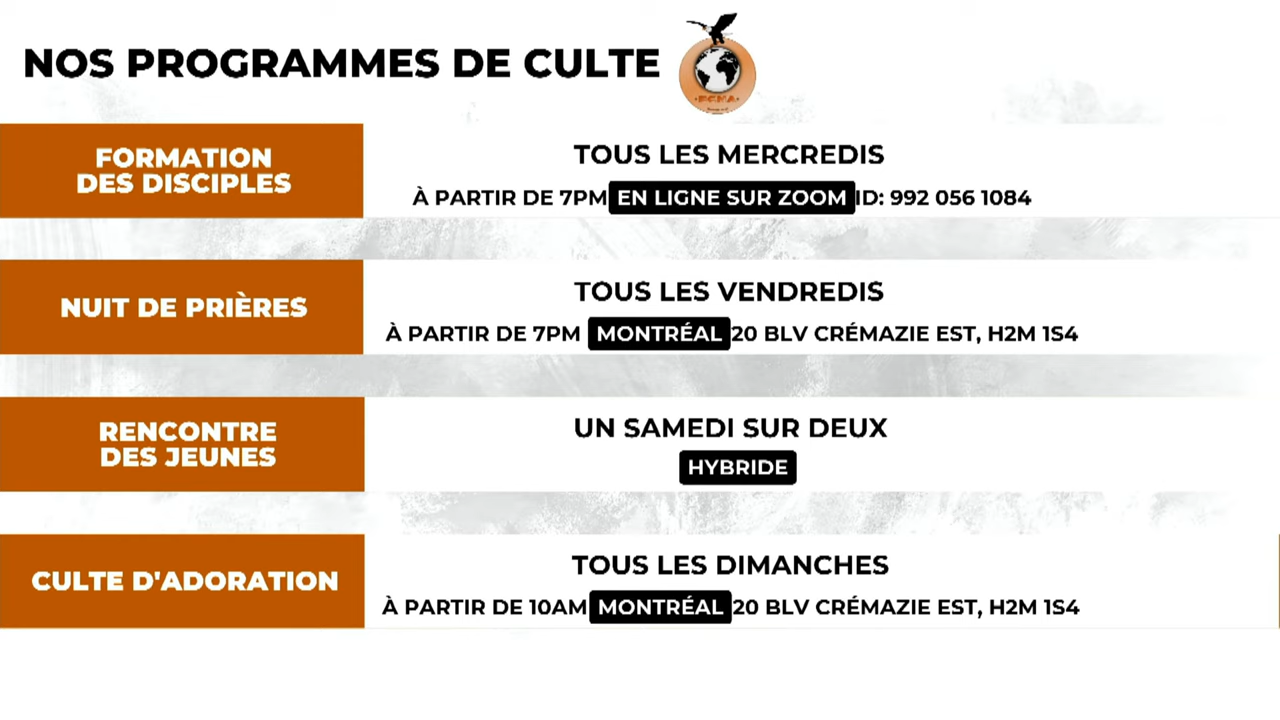 NOS PROGRAMMES DE CULTE
FORMATION
DES DISCIPLES
TOUS LES MERCREDIS
À PARTIR DE 7PM EN LIGNE SUR ZOOM ID: 992 056 1084
NUIT DE PRIÈRES
TOUS LES VENDREDIS
À PARTIR DE 7PM MONTRÉAL 20 BLV CRÉMAZIE EST, H2M 1S4
RENCONTRE
DES JEUNES
UN SAMEDI SUR DEUX
HYBRIDE
CULTE D'ADORATION
TOUS LES DIMANCHES
À PARTIR DE 10AM MONTRÉAL 20 BLV CRÉMAZIE EST, H2M 1S4